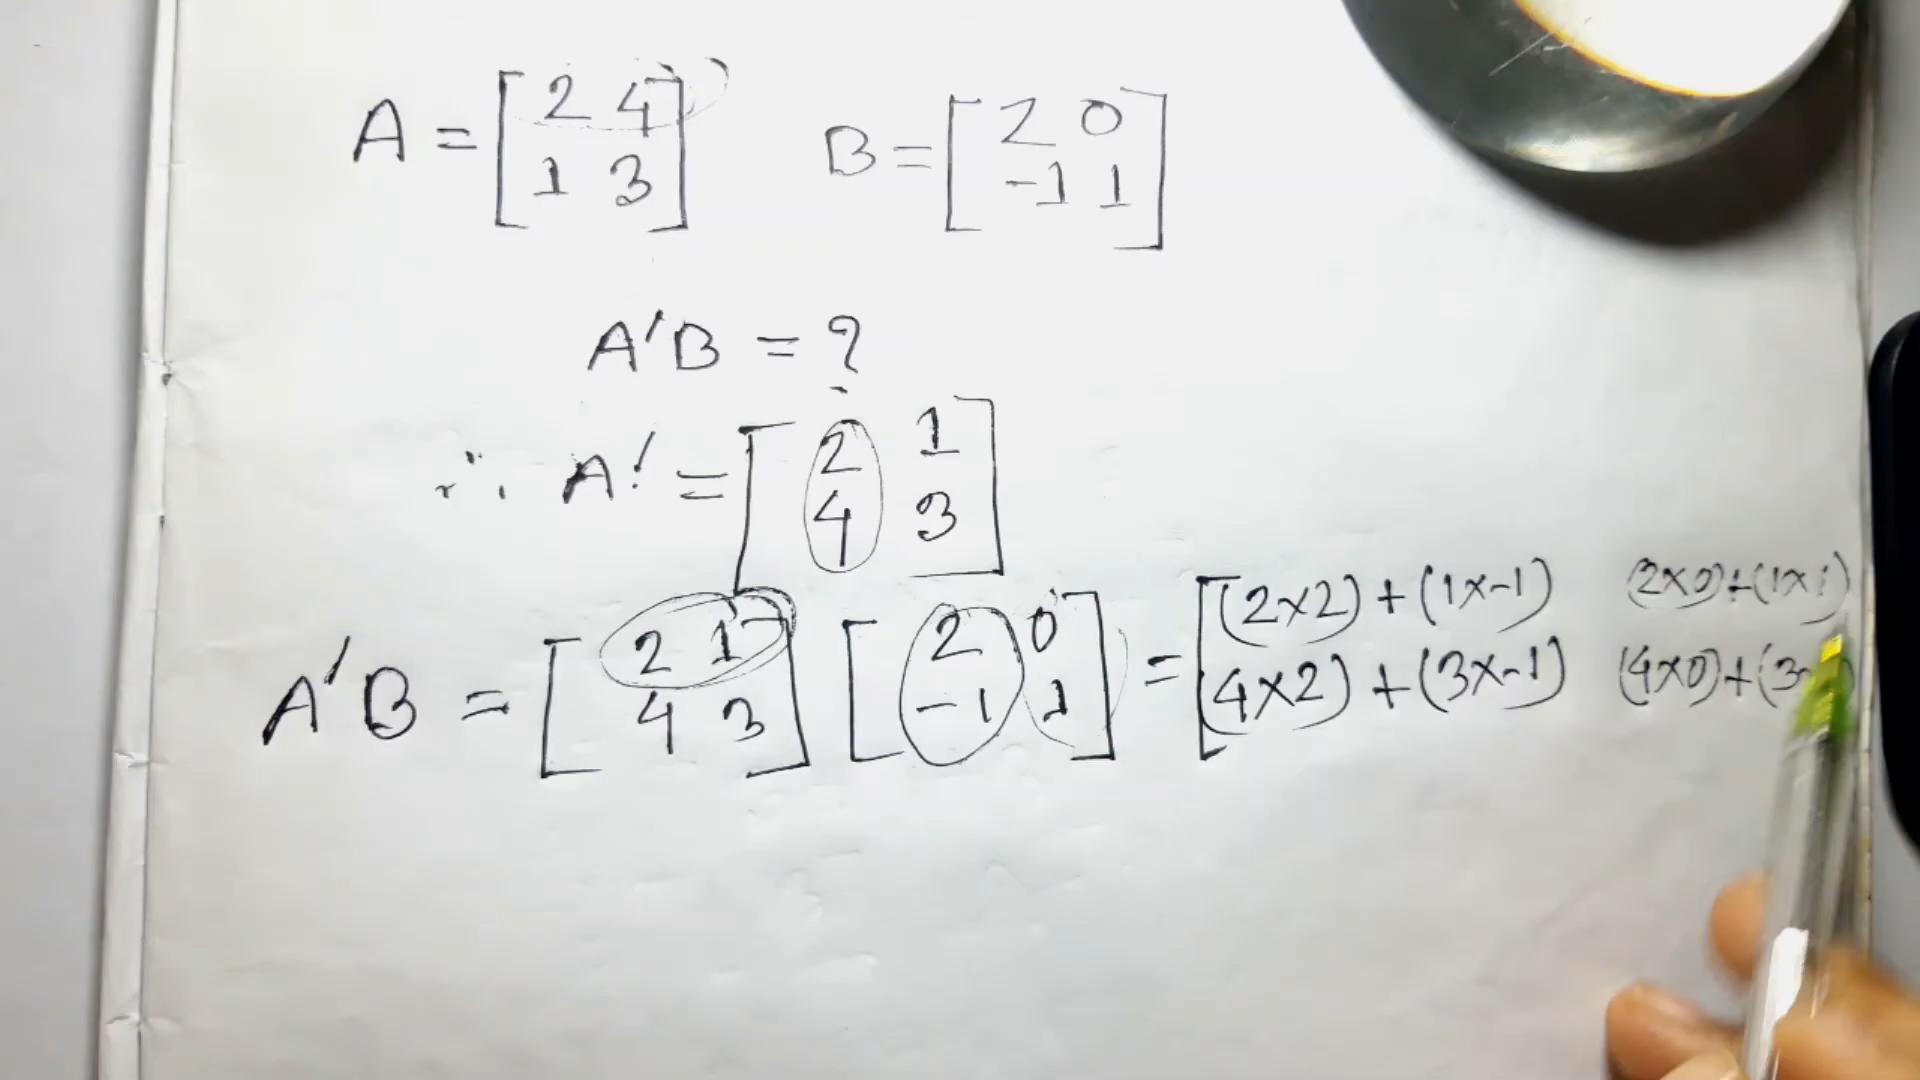 A = [2 4 B = [2 0
1 3] -1 1]
A'B = ?
∴ A' = [2 1
4 3]
A'B = [2 1 [2 0 = [(2×2) + (1×-1) (2×0)+(1×1)
4 3] -1 1] (4×2) + (3×-1) (4×0)+(3